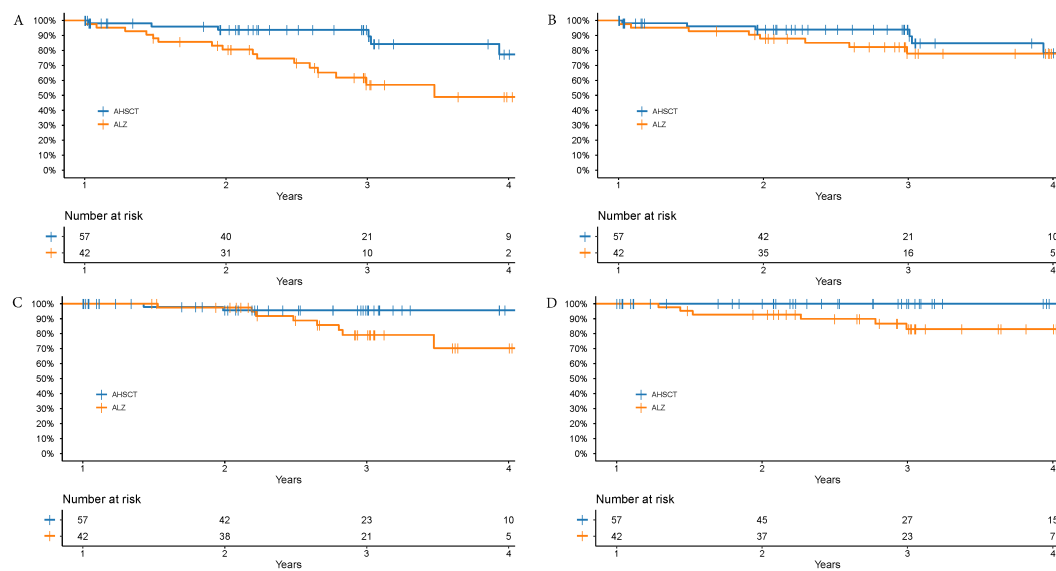 A
100%
90%
80%
70%
60%
50%
40%
30%
20%
10%
0%
AHSCT
ALZ
1 2 3 4
Years
Number at risk
57 40 21 9
42 31 10 2
1 2 3 4
Years
B
100%
90%
80%
70%
60%
50%
40%
30%
20%
10%
0%
AHSCT
ALZ
1 2 3 4
Years
Number at risk
57 42 21 10
42 35 16 5
1 2 3 4
Years
C
100%
90%
80%
70%
60%
50%
40%
30%
20%
10%
0%
AHSCT
ALZ
1 2 3 4
Years
Number at risk
57 42 23 10
42 38 21 5
1 2 3 4
Years
D
100%
90%
80%
70%
60%
50%
40%
30%
20%
10%
0%
AHSCT
ALZ
1 2 3 4
Years
Number at risk
57 45 27 15
42 37 23 7
1 2 3 4
Years